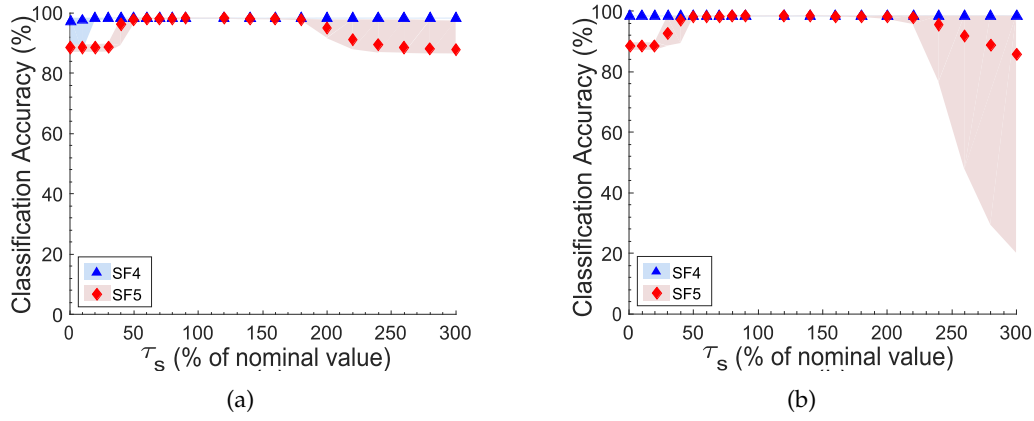 100
80
60
40
20
0
Classification Accuracy (%)
SF4
SF5
0 50 100 150 200 250 300
τs (% of nominal value)
(a)
100
80
60
40
20
0
Classification Accuracy (%)
SF4
SF5
0 50 100 150 200 250 300
τs (% of nominal value)
(b)